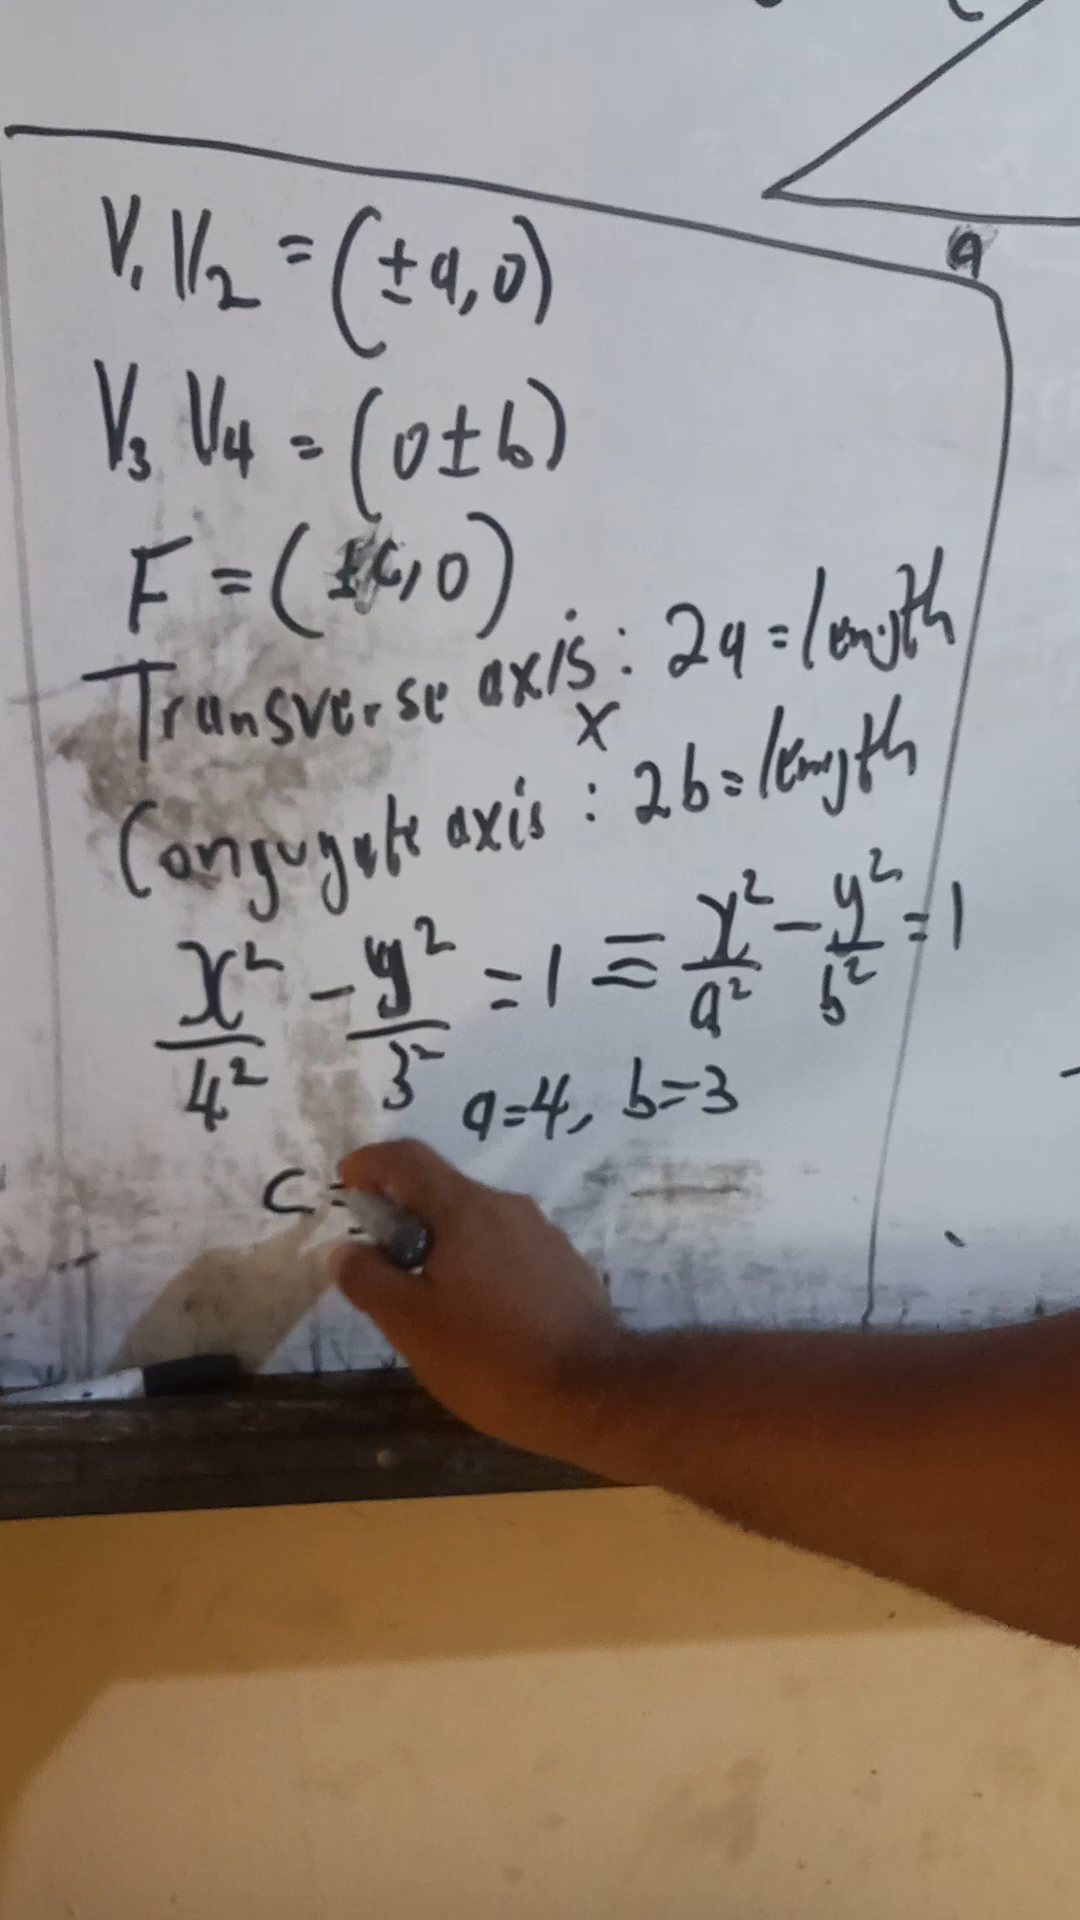 a
V₁ V₂ = (±a, 0)
V₃ V₄ = (0 ± b)
F = (±c, 0)
Transverse axis : 2a = length
x
Conjugate axis : 2b = length
x²/4² - y²/3² = 1 ≡ x²/a² - y²/b² = 1
a=4, b=3
c =